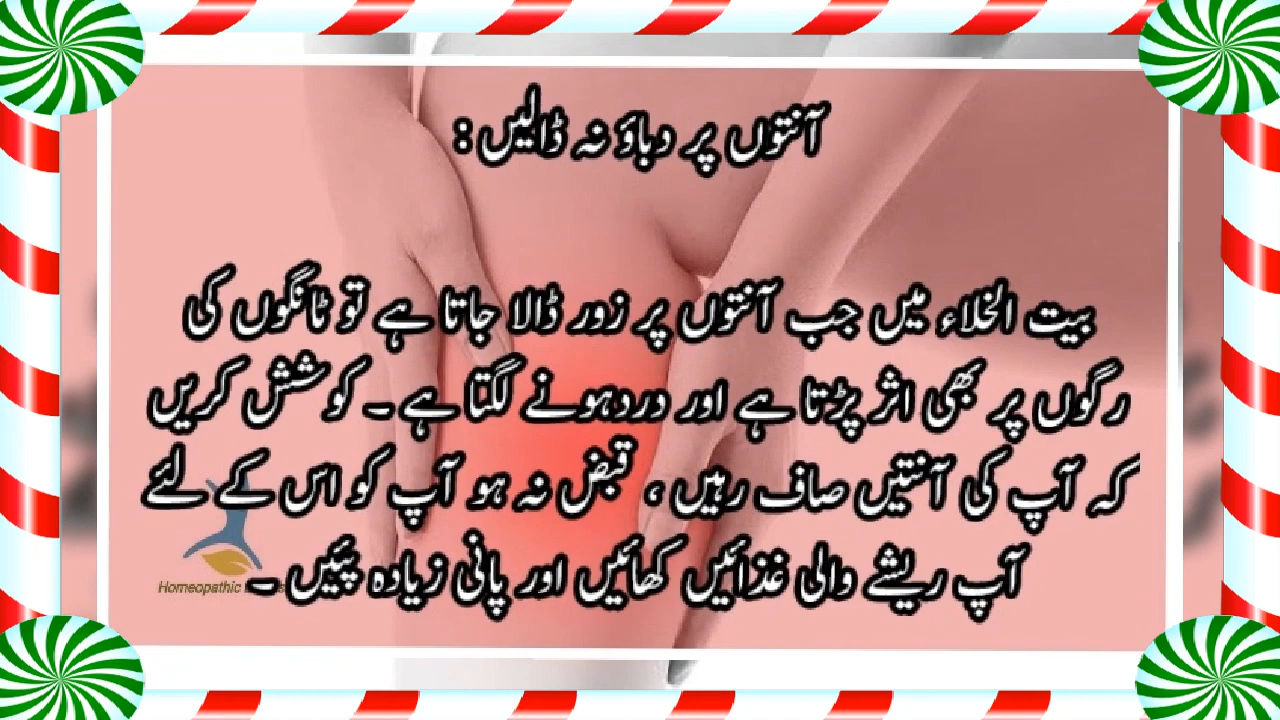 آنتوں پر دباؤ نہ ڈالیں :
بیت الخلاء میں جب آنتوں پر زور ڈالا جاتا ہے تو ٹانگوں کی
رگوں پر بھی اثر پڑتا ہے اور درد ہونے لگتا ہے ۔ کوشش کریں
کہ آپ کی آنتیں صاف رہیں ، قبض نہ ہو آپ کو اس کے لئے
آپ ریشے والی غذائیں کھائیں اور پانی زیادہ پئیں ۔
Homeopathic